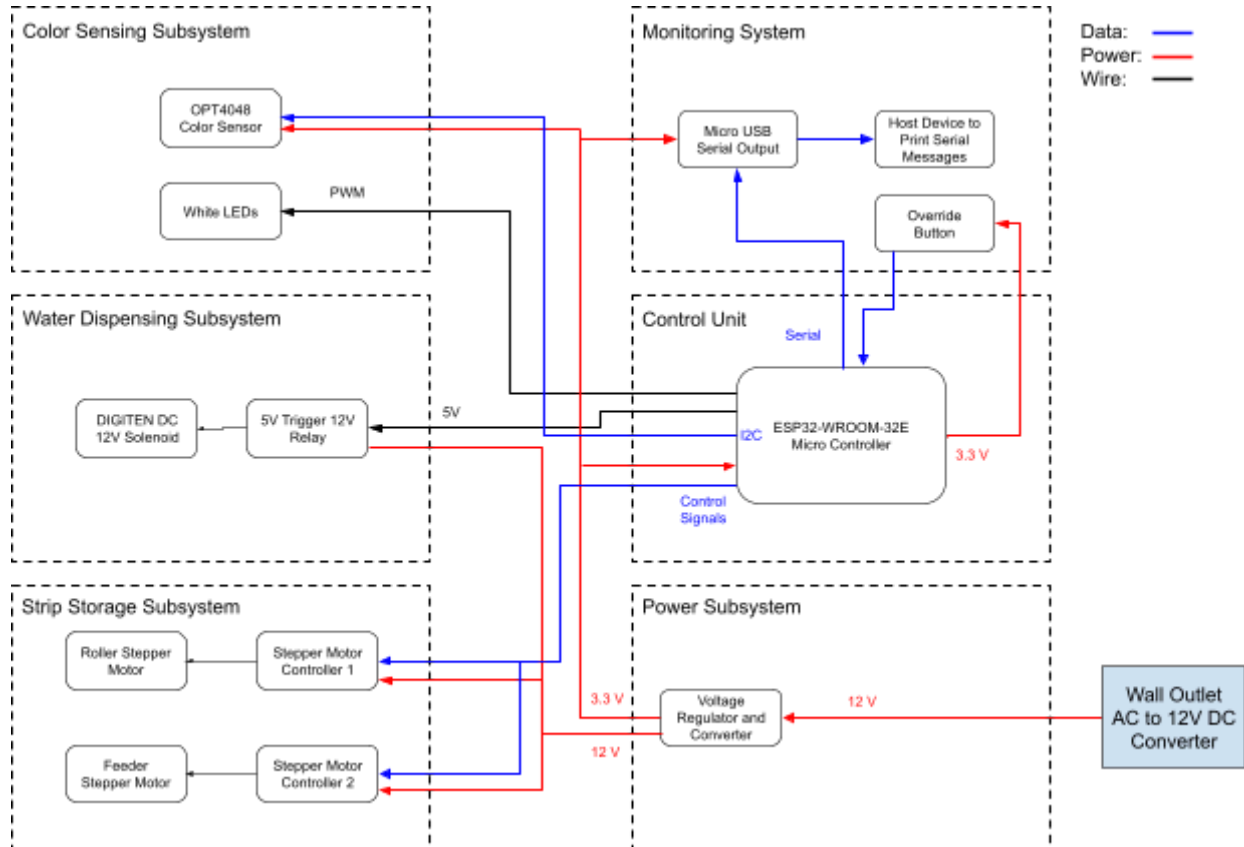 Color Sensing Subsystem
OPT4048
Color Sensor
White LEDs
PWM
Monitoring System
Micro USB
Serial Output
Host Device to
Print Serial
Messages
Override
Button
Data:
Power:
Wire:
Water Dispensing Subsystem
DIGITEN DC
12V Solenoid
5V Trigger 12V
Relay
5V
Control Unit
Serial
I2C
ESP32-WROOM-32E
Micro Controller
3.3 V
Control
Signals
Strip Storage Subsystem
Roller Stepper
Motor
Stepper Motor
Controller 1
Feeder
Stepper Motor
Stepper Motor
Controller 2
3.3 V
12 V
Power Subsystem
Voltage
Regulator and
Converter
12 V
Wall Outlet
AC to 12V DC
Converter